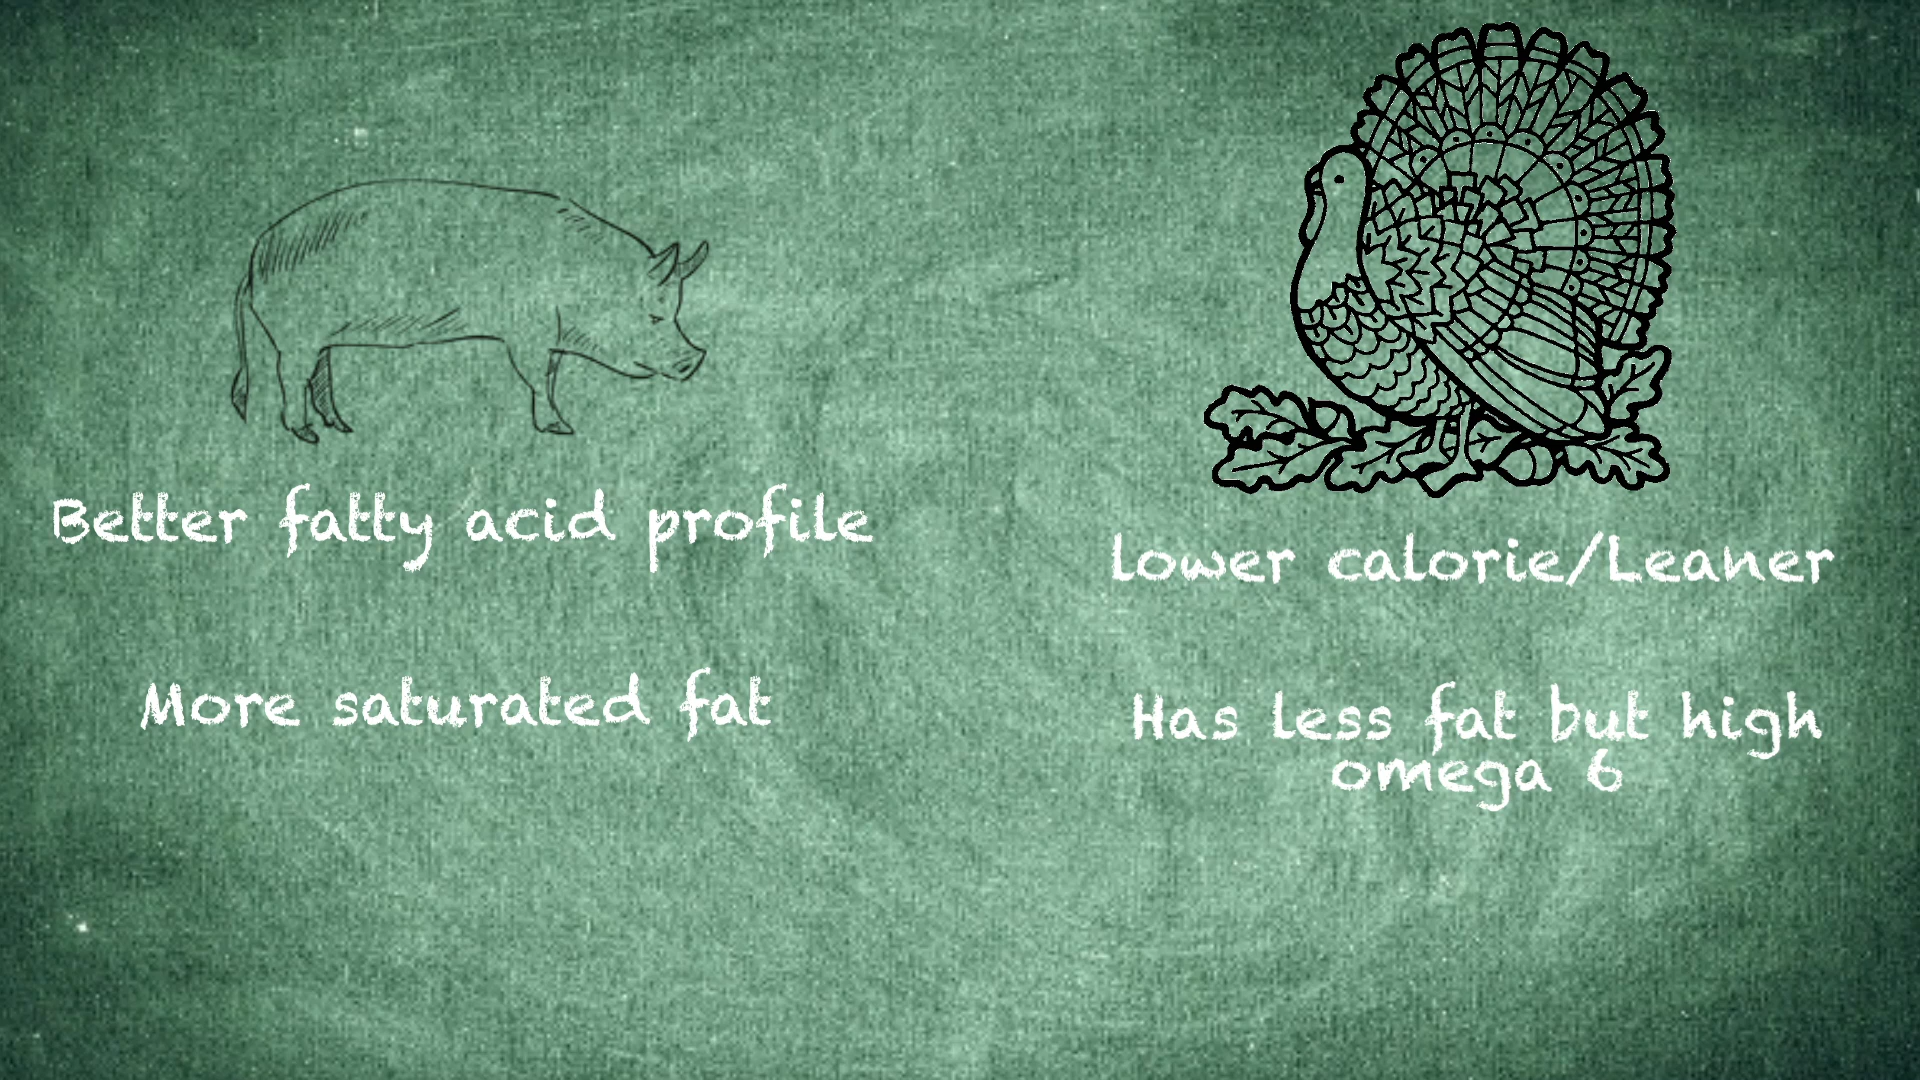 Better fatty acid profile
More saturated fat
Lower calorie/Leaner
Has less fat but high
omega 6